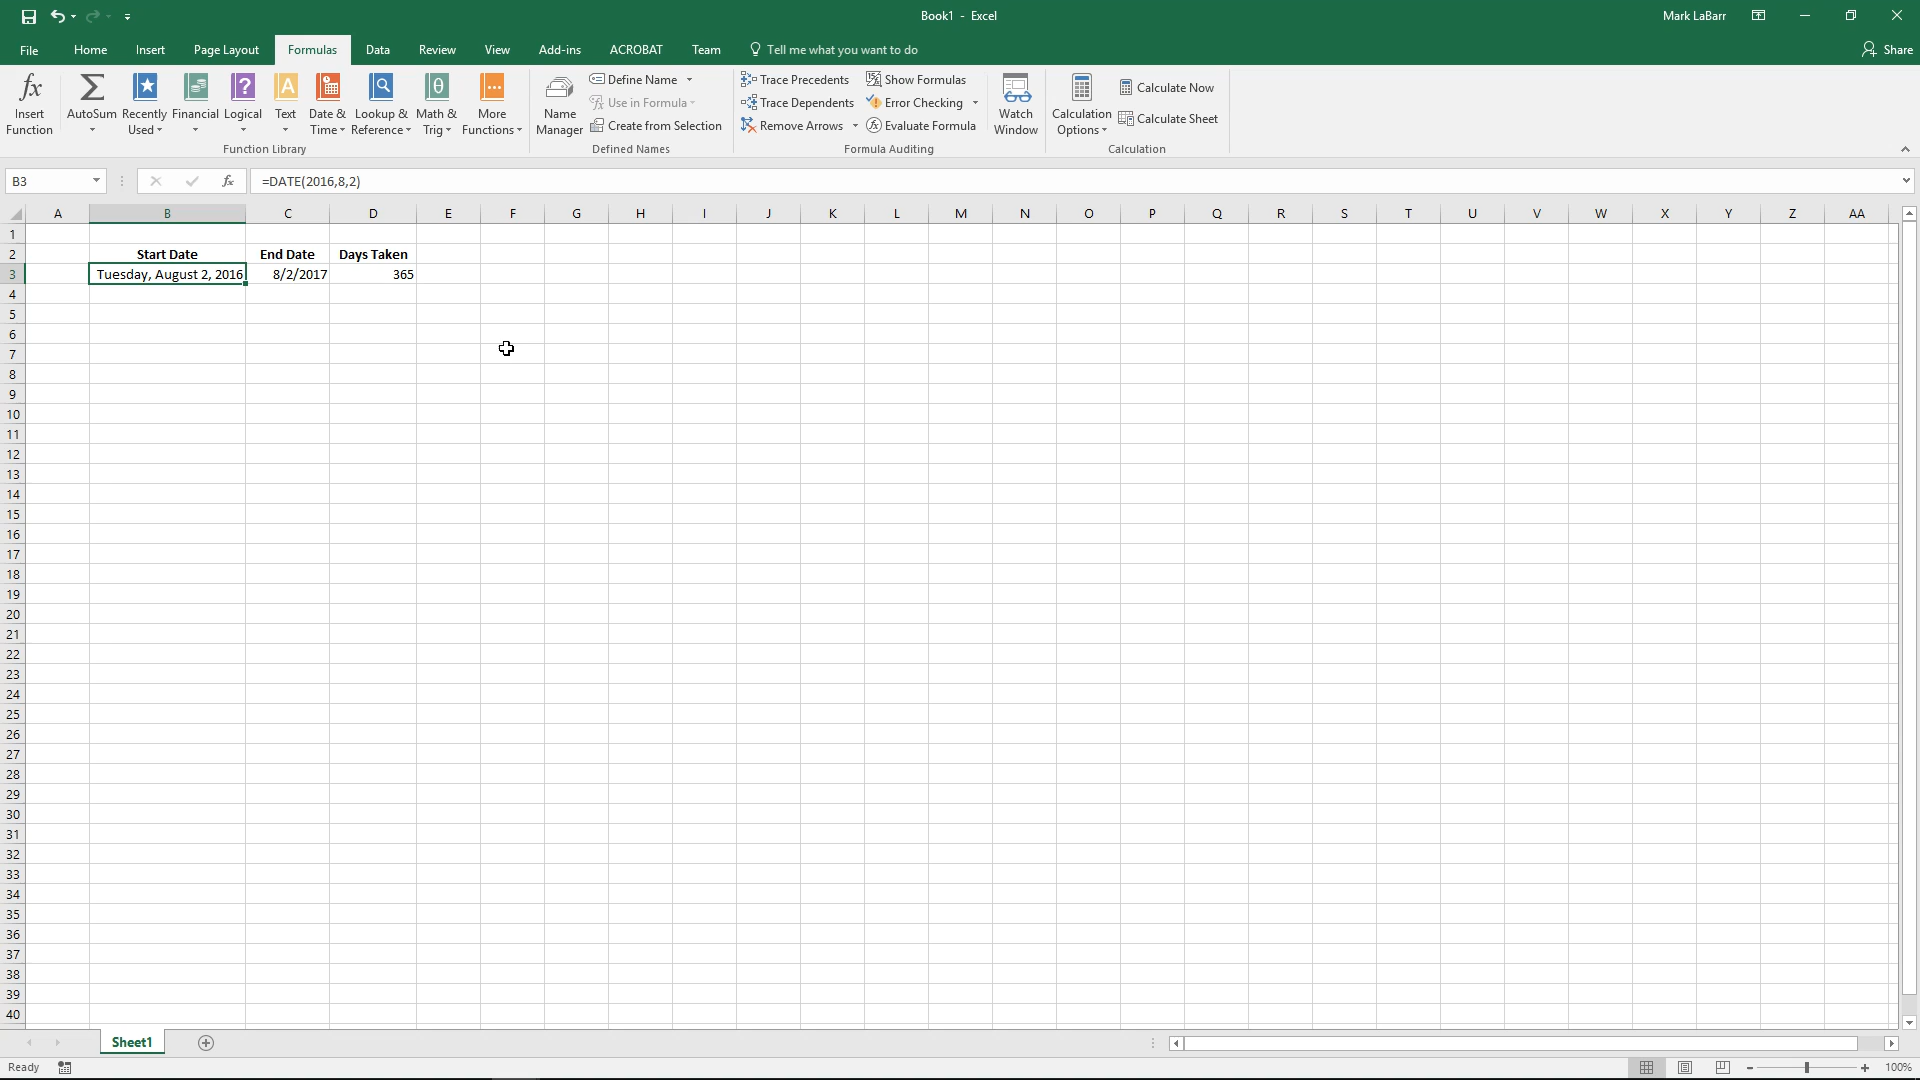 Book1 - Excel
Mark LaBarr
File Home Insert Page Layout Formulas Data Review View Add-ins ACROBAT Team Tell me what you want to do
Share
fx
Insert
Function
AutoSum
Recently
Used
Financial
Logical
Text
Date &
Time
Lookup &
Reference
Math &
Trig
More
Functions
Function Library
Name
Manager
Define Name
Use in Formula
Create from Selection
Defined Names
Trace Precedents
Trace Dependents
Remove Arrows
Show Formulas
Error Checking
Evaluate Formula
Formula Auditing
Watch
Window
Calculation
Options
Calculate Now
Calculate Sheet
Calculation
B3
fx
=DATE(2016,8,2)
A B C D E F G H I J K L M N O P Q R S T U V W X Y Z AA
1
2 Start Date End Date Days Taken
3 Tuesday, August 2, 2016 8/2/2017 365
4
5
6
7
8
9
10
11
12
13
14
15
16
17
18
19
20
21
22
23
24
25
26
27
28
29
30
31
32
33
34
35
36
37
38
39
40
Sheet1
Ready
100%